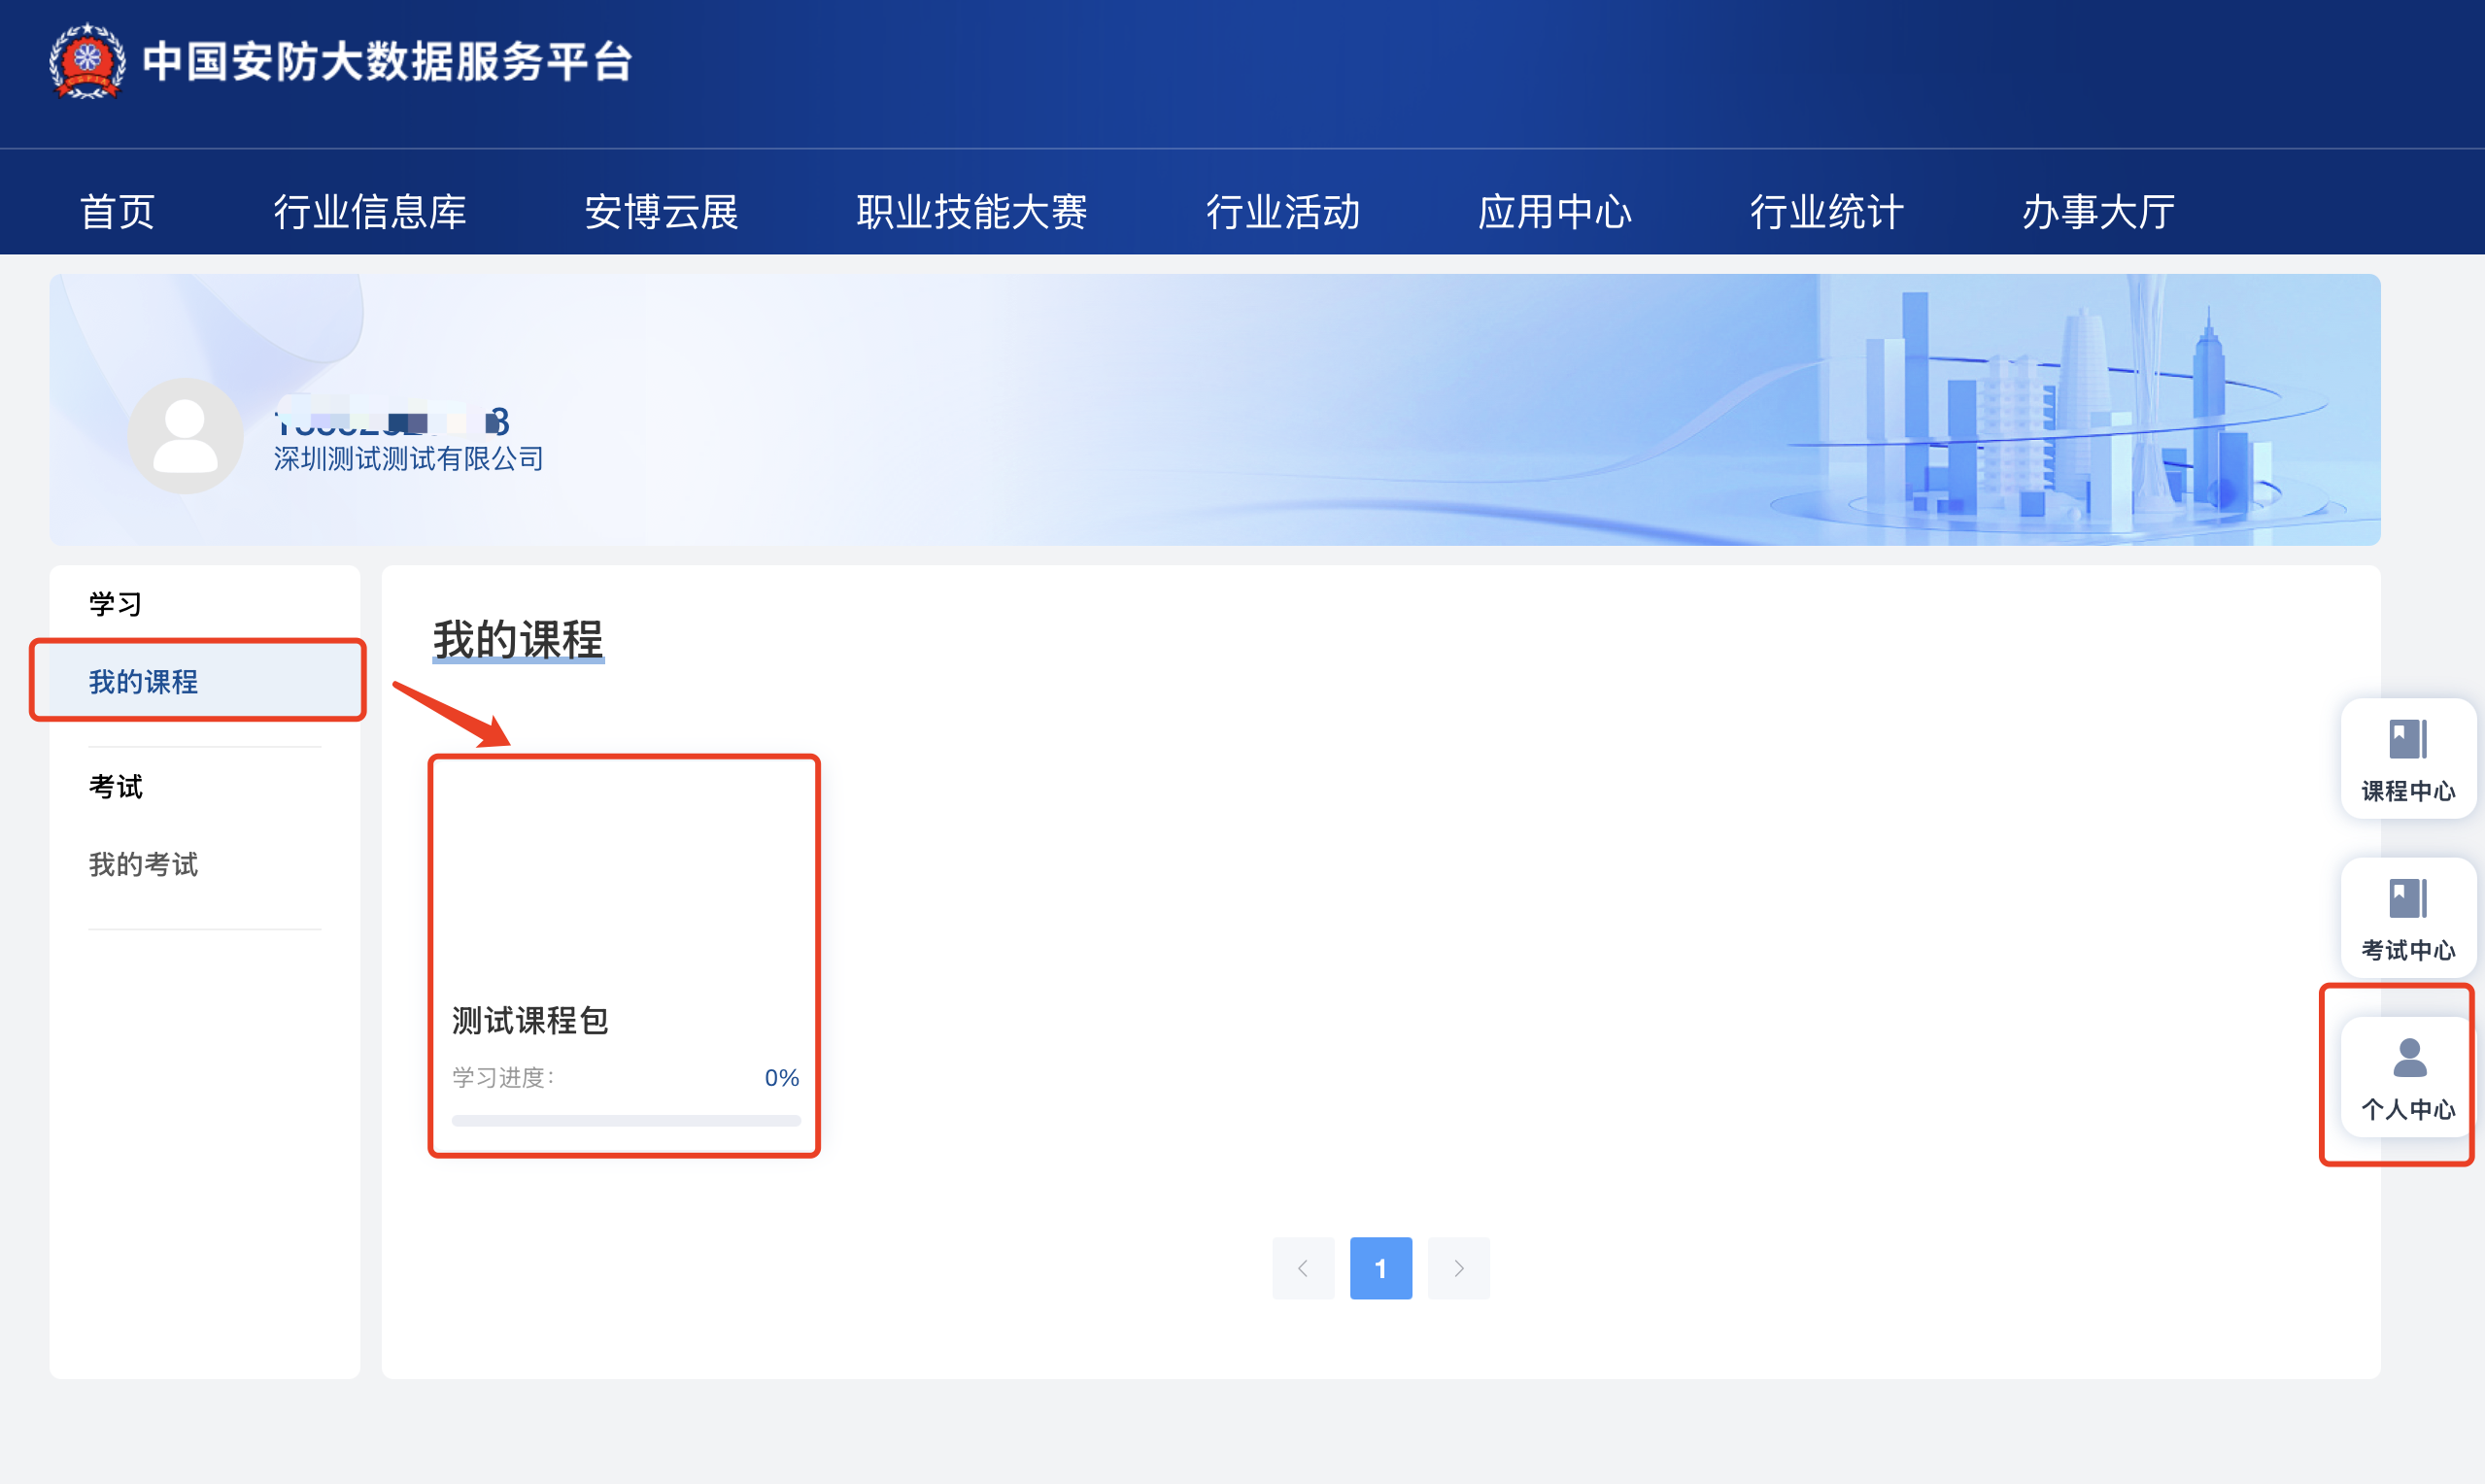 中国安防大数据服务平台
首页 行业信息库 安博云展 职业技能大赛 行业活动 应用中心 行业统计 办事大厅
深圳测试测试有限公司
学习
我的课程
考试
我的考试
我的课程
测试课程包
学习进度: 0%
1
课程中心
考试中心
个人中心